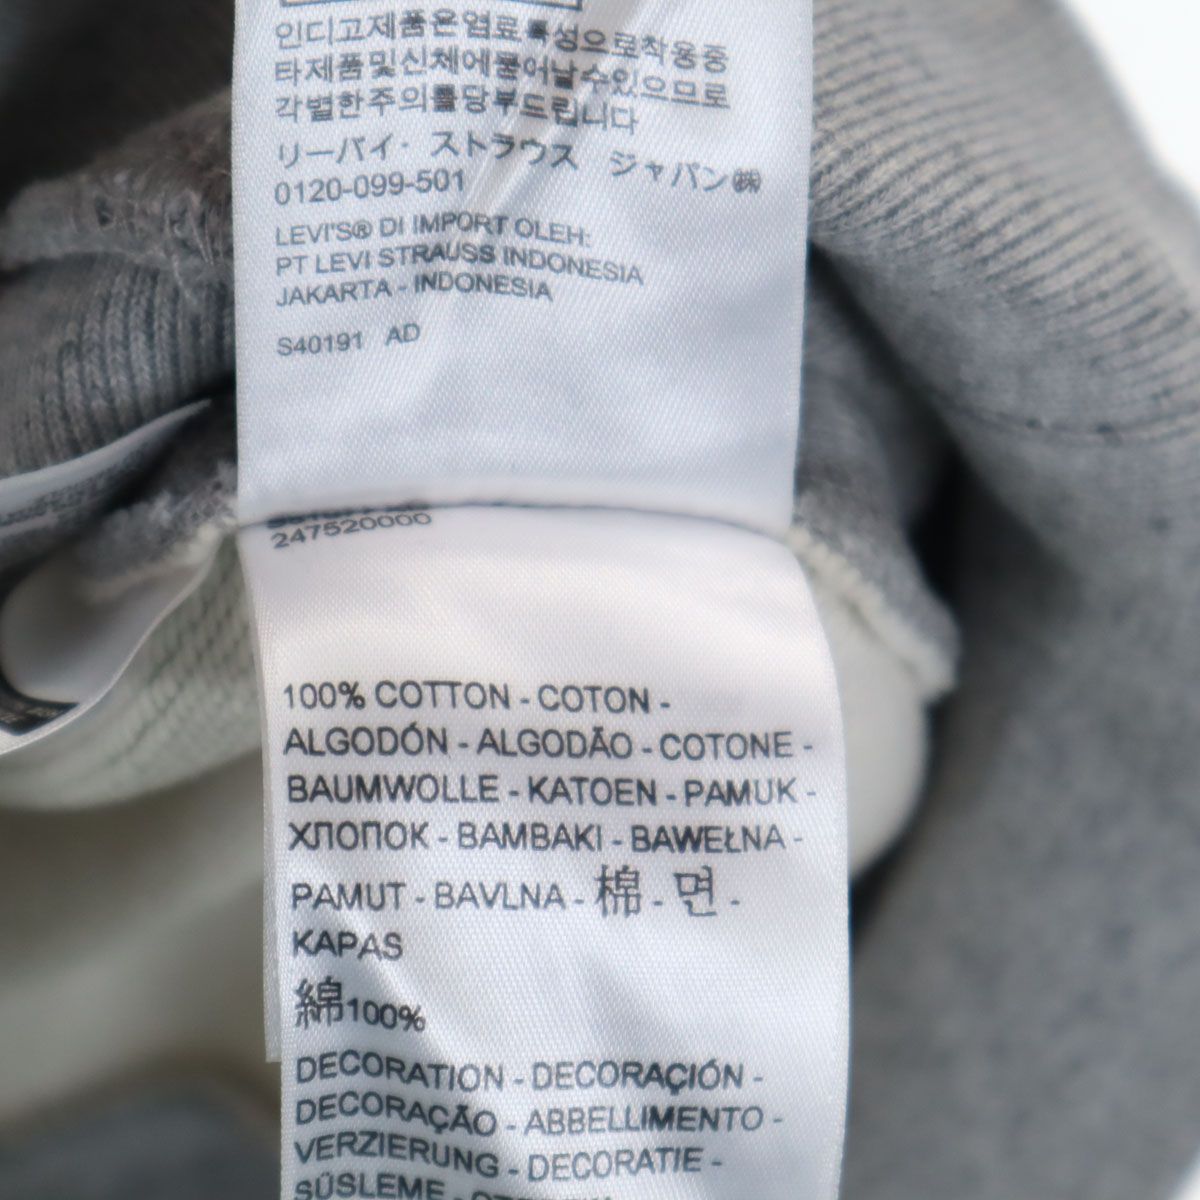 인디고제품은염료특성으로착용중
타제품및신체에물어날수있으므로
각별한주의를당부드립니다
リーバイ・ストラウス ジャパン㈱
0120-099-501
LEVI'S® DI IMPORT OLEH:
PT LEVI STRAUSS INDONESIA
JAKARTA - INDONESIA
S40191 AD
247520000
100% COTTON - COTON -
ALGODÓN - ALGODÃO - COTONE -
BAUMWOLLE - KATOEN - PAMUK -
ХЛОПОК - BAMBAKI - BAWEŁNA -
PAMUT - BAVLNA - 棉 - 면 -
KAPAS
綿100%
DECORATION - DECORACIÓN -
DECORAÇÃO - ABBELLIMENTO -
VERZIERUNG - DECORATIE -
SÜSLEME -